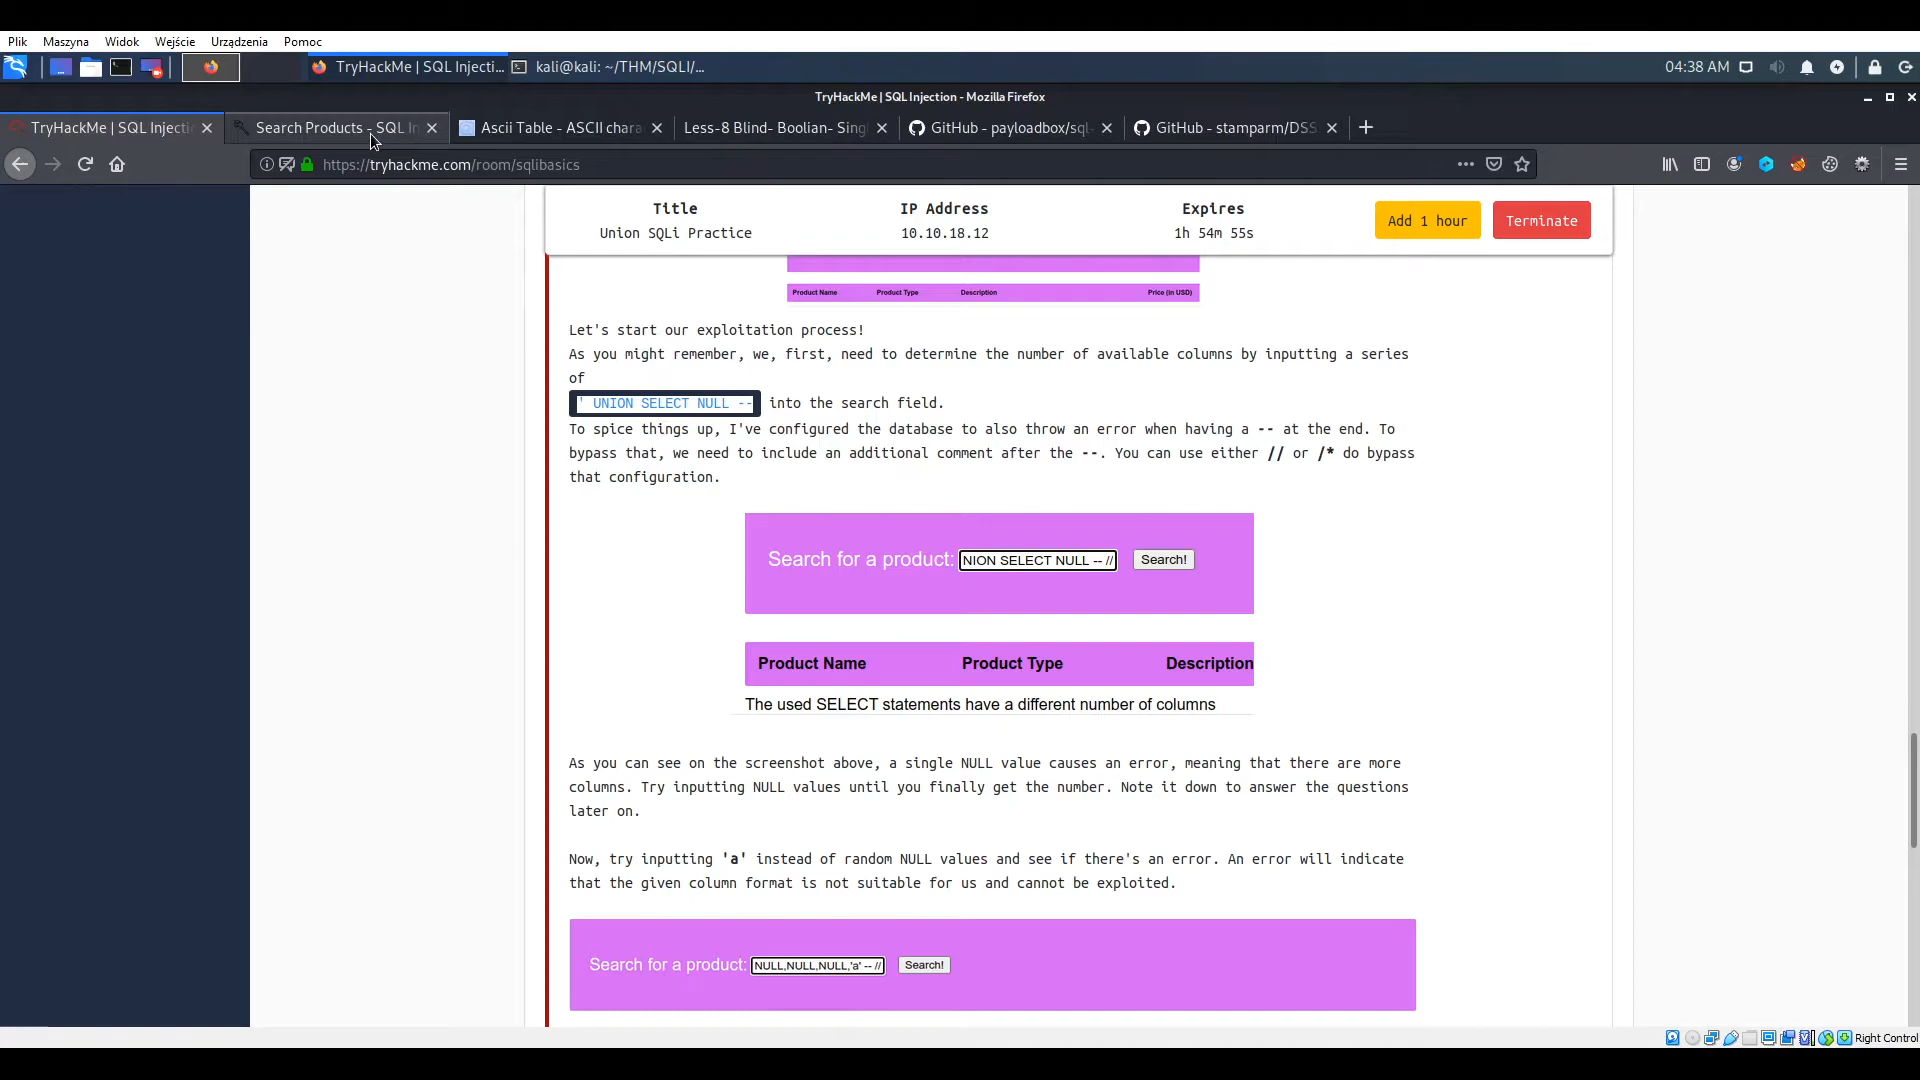 Plik Maszyna Widok Wejście Urządzenia Pomoc
TryHackMe | SQL Injecti... kali@kali: ~/THM/SQLI/... 04:38 AM
TryHackMe | SQL Injection - Mozilla Firefox
TryHackMe | SQL Injecti Search Products - SQL In Ascii Table - ASCII chara Less-8 Blind- Boolian- Sing GitHub - payloadbox/sql- GitHub - stamparm/DSS
https://tryhackme.com/room/sqlibasics
Title IP Address Expires
Union SQLi Practice 10.10.18.12 1h 54m 55s Add 1 hour Terminate
Product Name Product Type Description Price (in USD)
Let's start our exploitation process!
As you might remember, we, first, need to determine the number of available columns by inputting a series
of
' UNION SELECT NULL -- into the search field.
To spice things up, I've configured the database to also throw an error when having a -- at the end. To
bypass that, we need to include an additional comment after the --. You can use either // or /* do bypass
that configuration.
Search for a product: NION SELECT NULL -- // Search!
Product Name Product Type Description
The used SELECT statements have a different number of columns
As you can see on the screenshot above, a single NULL value causes an error, meaning that there are more
columns. Try inputting NULL values until you finally get the number. Note it down to answer the questions
later on.
Now, try inputting 'a' instead of random NULL values and see if there's an error. An error will indicate
that the given column format is not suitable for us and cannot be exploited.
Search for a product: NULL,NULL,NULL,'a' -- // Search!
Right Control